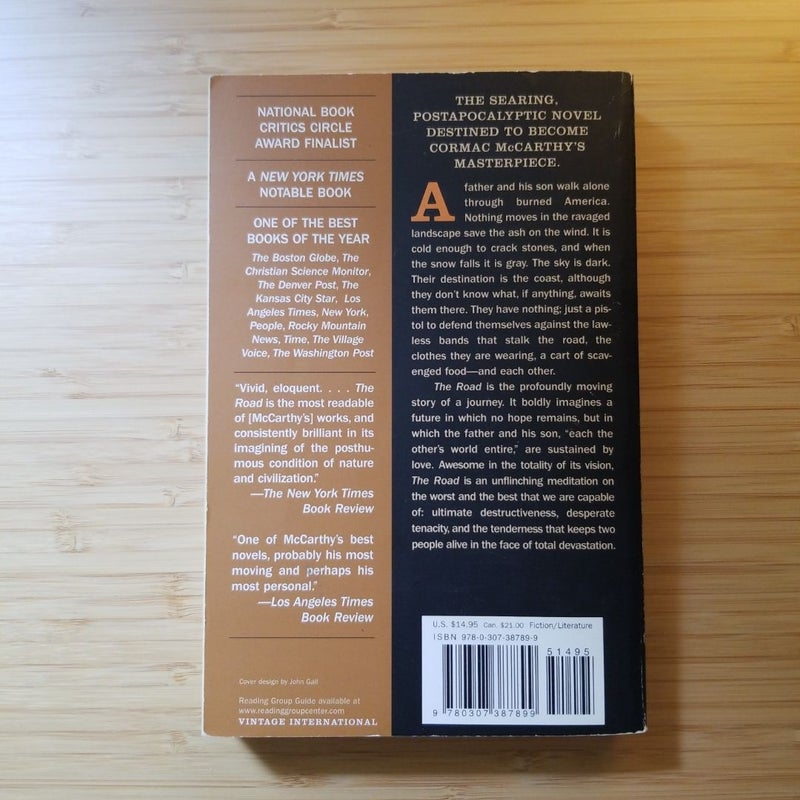 NATIONAL BOOK
CRITICS CIRCLE
AWARD FINALIST
A NEW YORK TIMES
NOTABLE BOOK
ONE OF THE BEST
BOOKS OF THE YEAR
The Boston Globe, The
Christian Science Monitor,
The Denver Post, The
Kansas City Star, Los
Angeles Times, New York,
People, Rocky Mountain
News, Time, The Village
Voice, The Washington Post
“Vivid, eloquent. . . . The
Road is the most readable
of [McCarthy’s] works, and
consistently brilliant in its
imagining of the posthu-
mous condition of nature
and civilization.”
—The New York Times
Book Review
“One of McCarthy’s best
novels, probably his most
moving and perhaps his
most personal.”
—Los Angeles Times
Book Review
Cover design by John Gall
Reading Group Guide available at
www.readinggroupcenter.com
VINTAGE INTERNATIONAL
THE SEARING,
POSTAPOCALYPTIC NOVEL
DESTINED TO BECOME
CORMAC McCARTHY’S
MASTERPIECE.
A father and his son walk alone
through burned America.
Nothing moves in the ravaged
landscape save the ash on the wind. It is
cold enough to crack stones, and when
the snow falls it is gray. The sky is dark.
Their destination is the coast, although
they don’t know what, if anything, awaits
them there. They have nothing; just a pis-
tol to defend themselves against the law-
less bands that stalk the road, the
clothes they are wearing, a cart of scav-
enged food—and each other.
The Road is the profoundly moving
story of a journey. It boldly imagines a
future in which no hope remains, but in
which the father and his son, “each the
other’s world entire,” are sustained by
love. Awesome in the totality of its vision,
The Road is an unflinching meditation on
the worst and the best that we are capable
of: ultimate destructiveness, desperate
tenacity, and the tenderness that keeps two
people alive in the face of total devastation.
U.S. $14.95 Can. $21.00 Fiction/Literature
ISBN 978-0-307-38789-9
51495
9 780307 387899